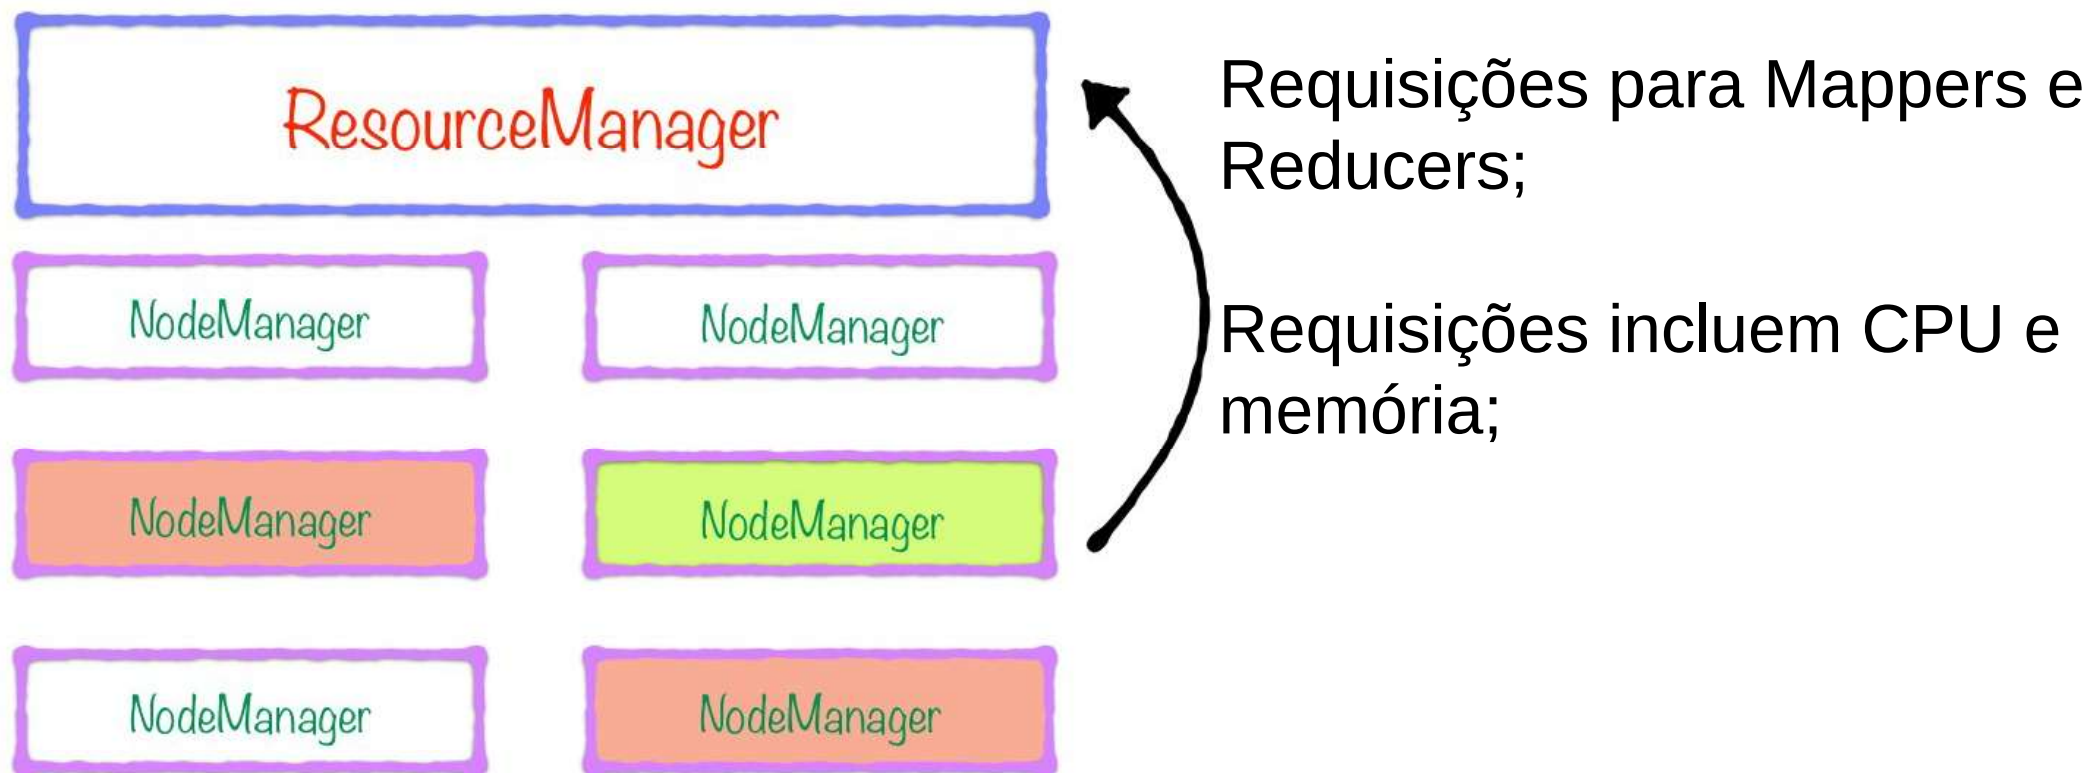 ResourceManager
NodeManager
NodeManager
NodeManager
NodeManager
NodeManager
NodeManager
Requisições para Mappers e
Reducers;
Requisições incluem CPU e
memória;